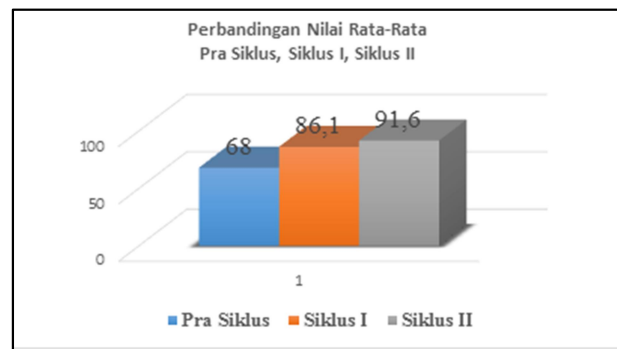 Perbandingan Nilai Rata-Rata
Pra Siklus, Siklus I, Siklus II
68
86,1
91,6
100
50
0
1
Pra Siklus
Siklus I
Siklus II